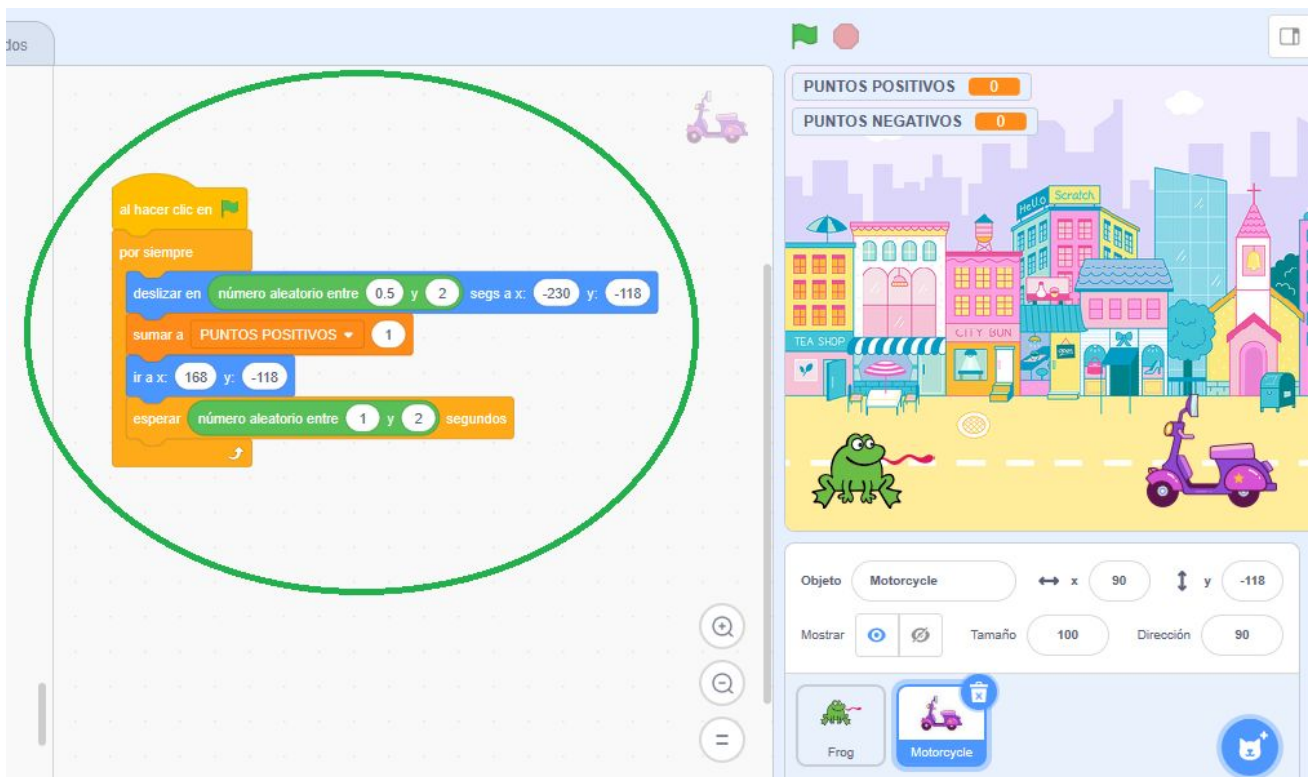 dos
al hacer clic en
por siempre
deslizar en número aleatorio entre 0.5 y 2 segs a x: -230 y: -118
sumar a PUNTOS POSITIVOS 1
ir a x: 168 y: -118
esperar número aleatorio entre 1 y 2 segundos
PUNTOS POSITIVOS 0
PUNTOS NEGATIVOS 0
Hello Scratch
TEA SHOP
CITY BUN
OPEN
Objeto Motorcycle x 90 y -118
Mostrar Tamaño 100 Dirección 90
Frog
Motorcycle